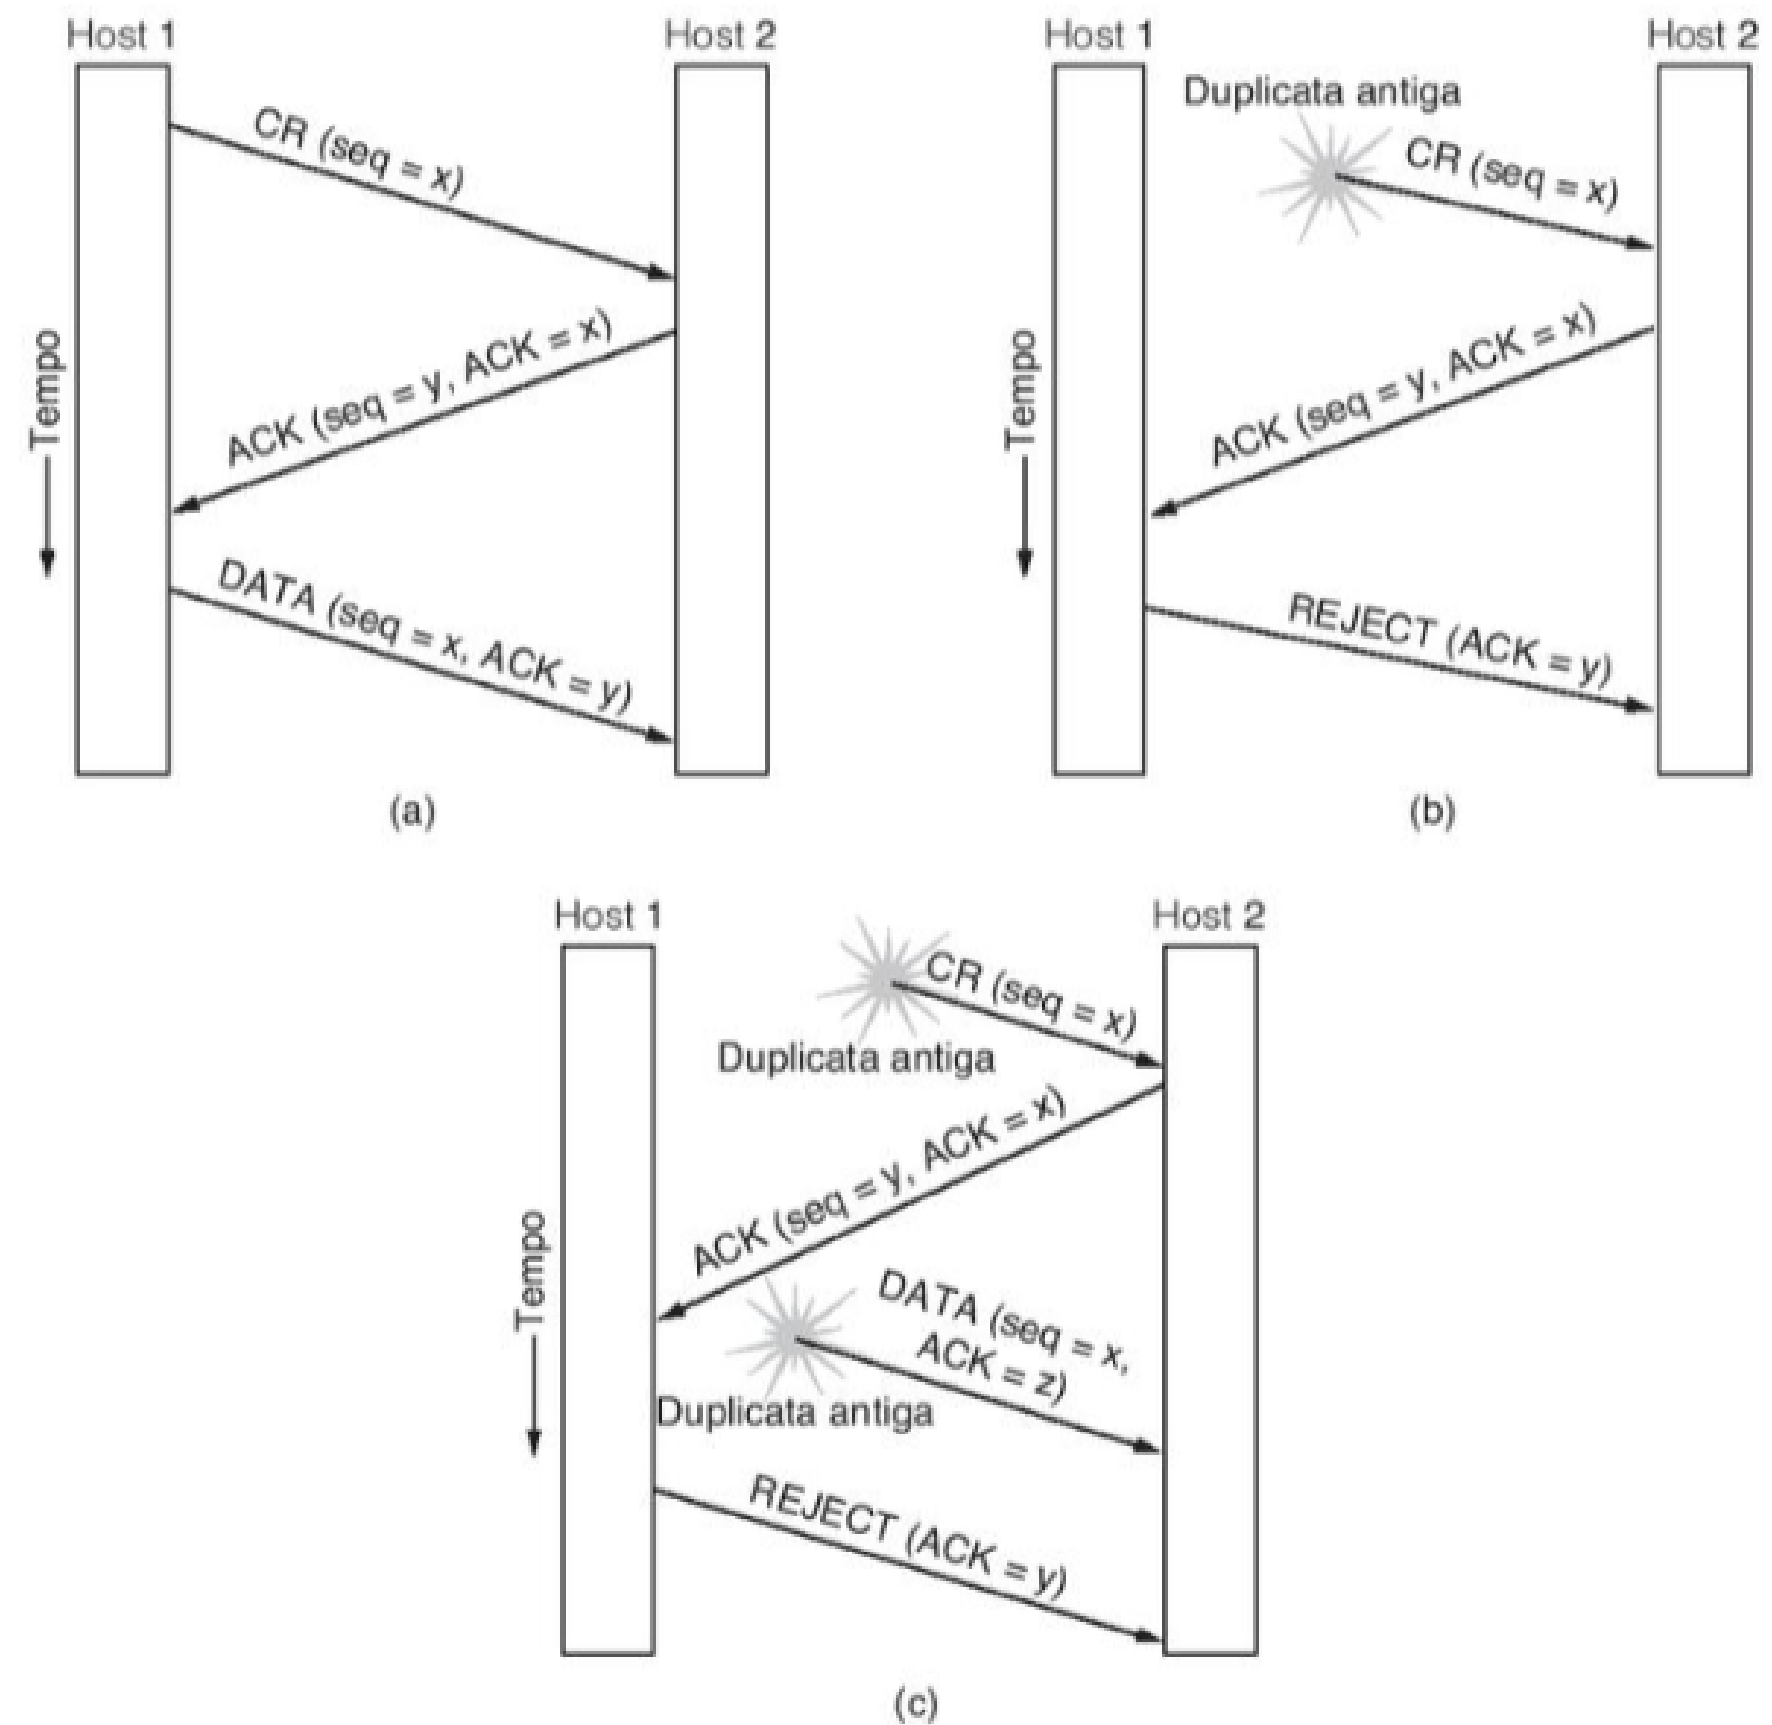 Host 1
Host 2
CR (seq = x)
ACK (seq = y, ACK = x)
DATA (seq = x, ACK = y)
Tempo
(a)
Host 1
Host 2
Duplicata antiga
CR (seq = x)
ACK (seq = y, ACK = x)
REJECT (ACK = y)
Tempo
(b)
Host 1
Host 2
CR (seq = x)
Duplicata antiga
ACK (seq = y, ACK = x)
DATA (seq = x,
ACK = z)
Duplicata antiga
REJECT (ACK = y)
Tempo
(c)